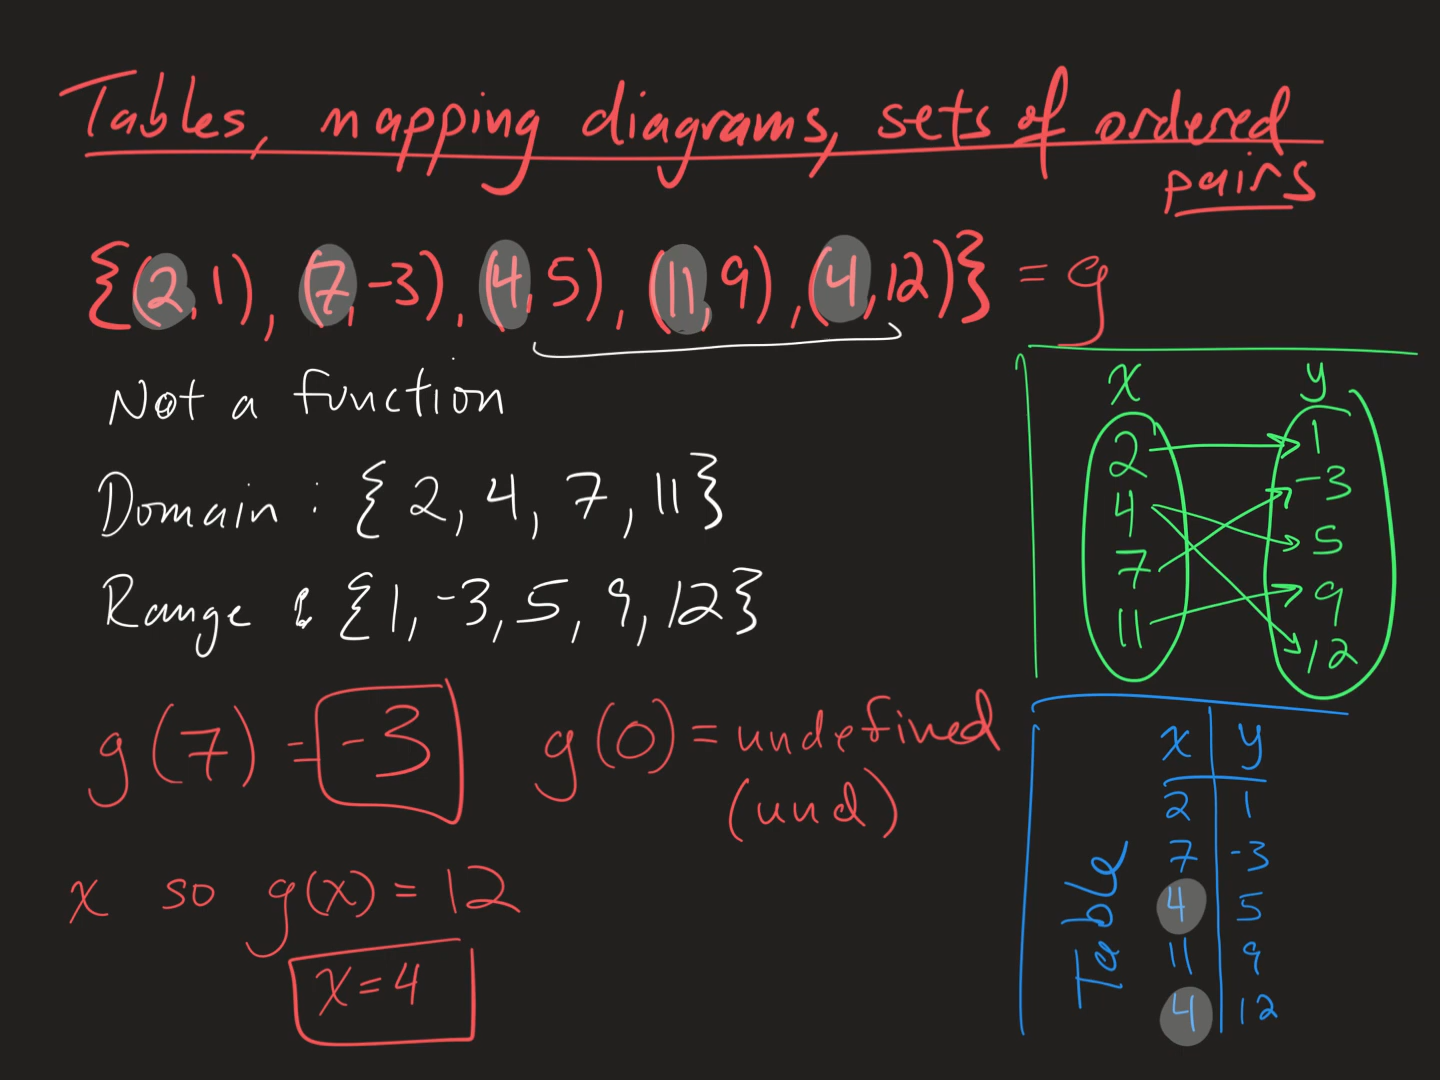 Tables, mapping diagrams, sets of ordered
pairs
{(2,1), (7,-3), (4,5), (11,9), (4,12)} = g
Not a function
Domain : { 2, 4, 7, 11}
Range : {1, -3, 5, 9, 12}
g(7) = -3
g(0) = undefined
(und)
x so g(x) = 12
x = 4
x y
2 1
4 -3
7 5
11 9
12
Table
x y
2 1
7 -3
4 5
11 9
4 12